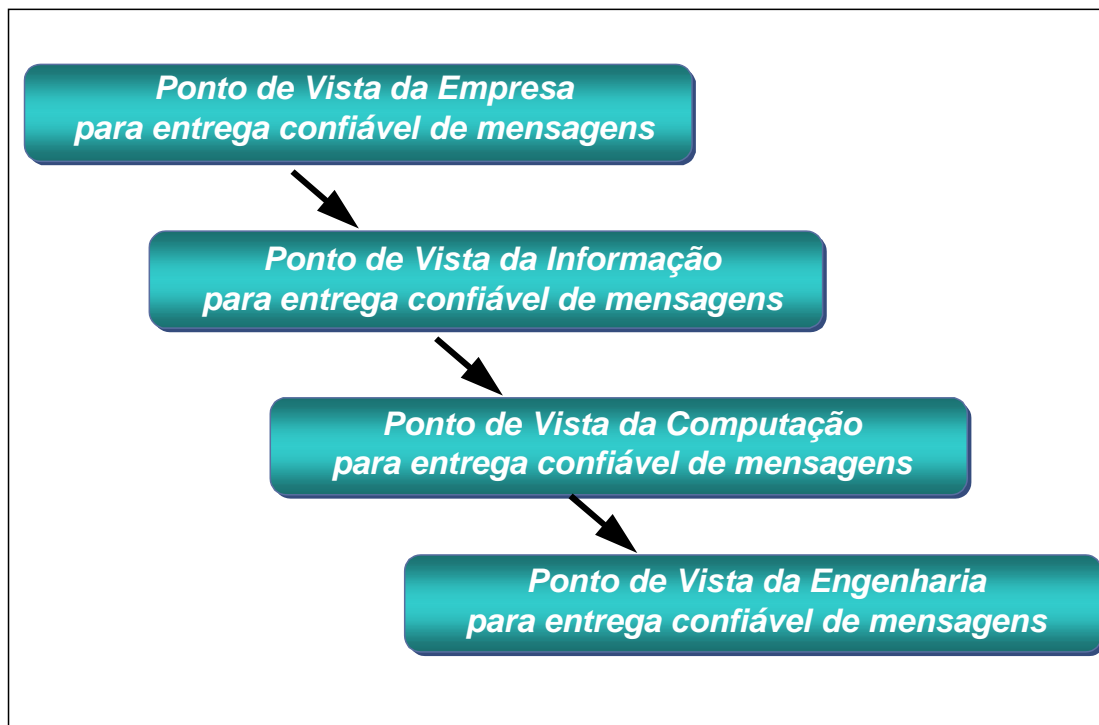 Ponto de Vista da Empresa
para entrega confiável de mensagens
Ponto de Vista da Informação
para entrega confiável de mensagens
Ponto de Vista da Computação
para entrega confiável de mensagens
Ponto de Vista da Engenharia
para entrega confiável de mensagens